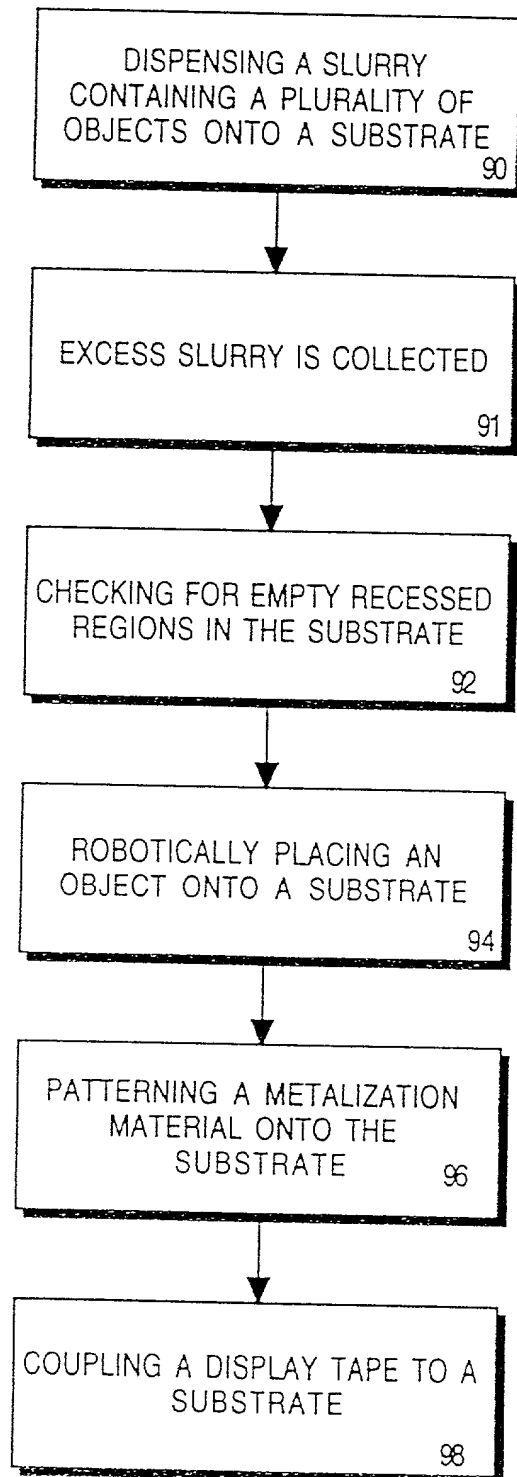 DISPENSING A SLURRY
CONTAINING A PLURALITY OF
OBJECTS ONTO A SUBSTRATE
90
EXCESS SLURRY IS COLLECTED
91
CHECKING FOR EMPTY RECESSED
REGIONS IN THE SUBSTRATE
92
ROBOTICALLY PLACING AN
OBJECT ONTO A SUBSTRATE
94
PATTERNING A METALIZATION
MATERIAL ONTO THE
SUBSTRATE 96
COUPLING A DISPLAY TAPE TO A
SUBSTRATE
98